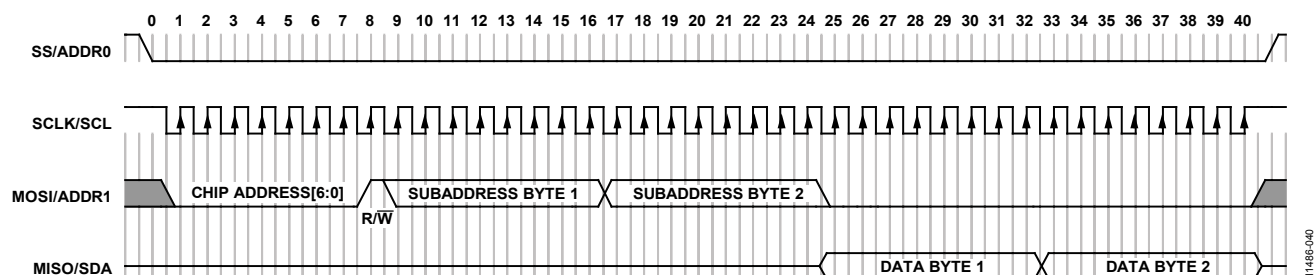 0 1 2 3 4 5 6 7 8 9 10 11 12 13 14 15 16 17 18 19 20 21 22 23 24 25 26 27 28 29 30 31 32 33 34 35 36 37 38 39 40
SS/ADDR0
SCLK/SCL
MOSI/ADDR1
CHIP ADDRESS[6:0]
R/W̅
SUBADDRESS BYTE 1
SUBADDRESS BYTE 2
MISO/SDA
DATA BYTE 1
DATA BYTE 2